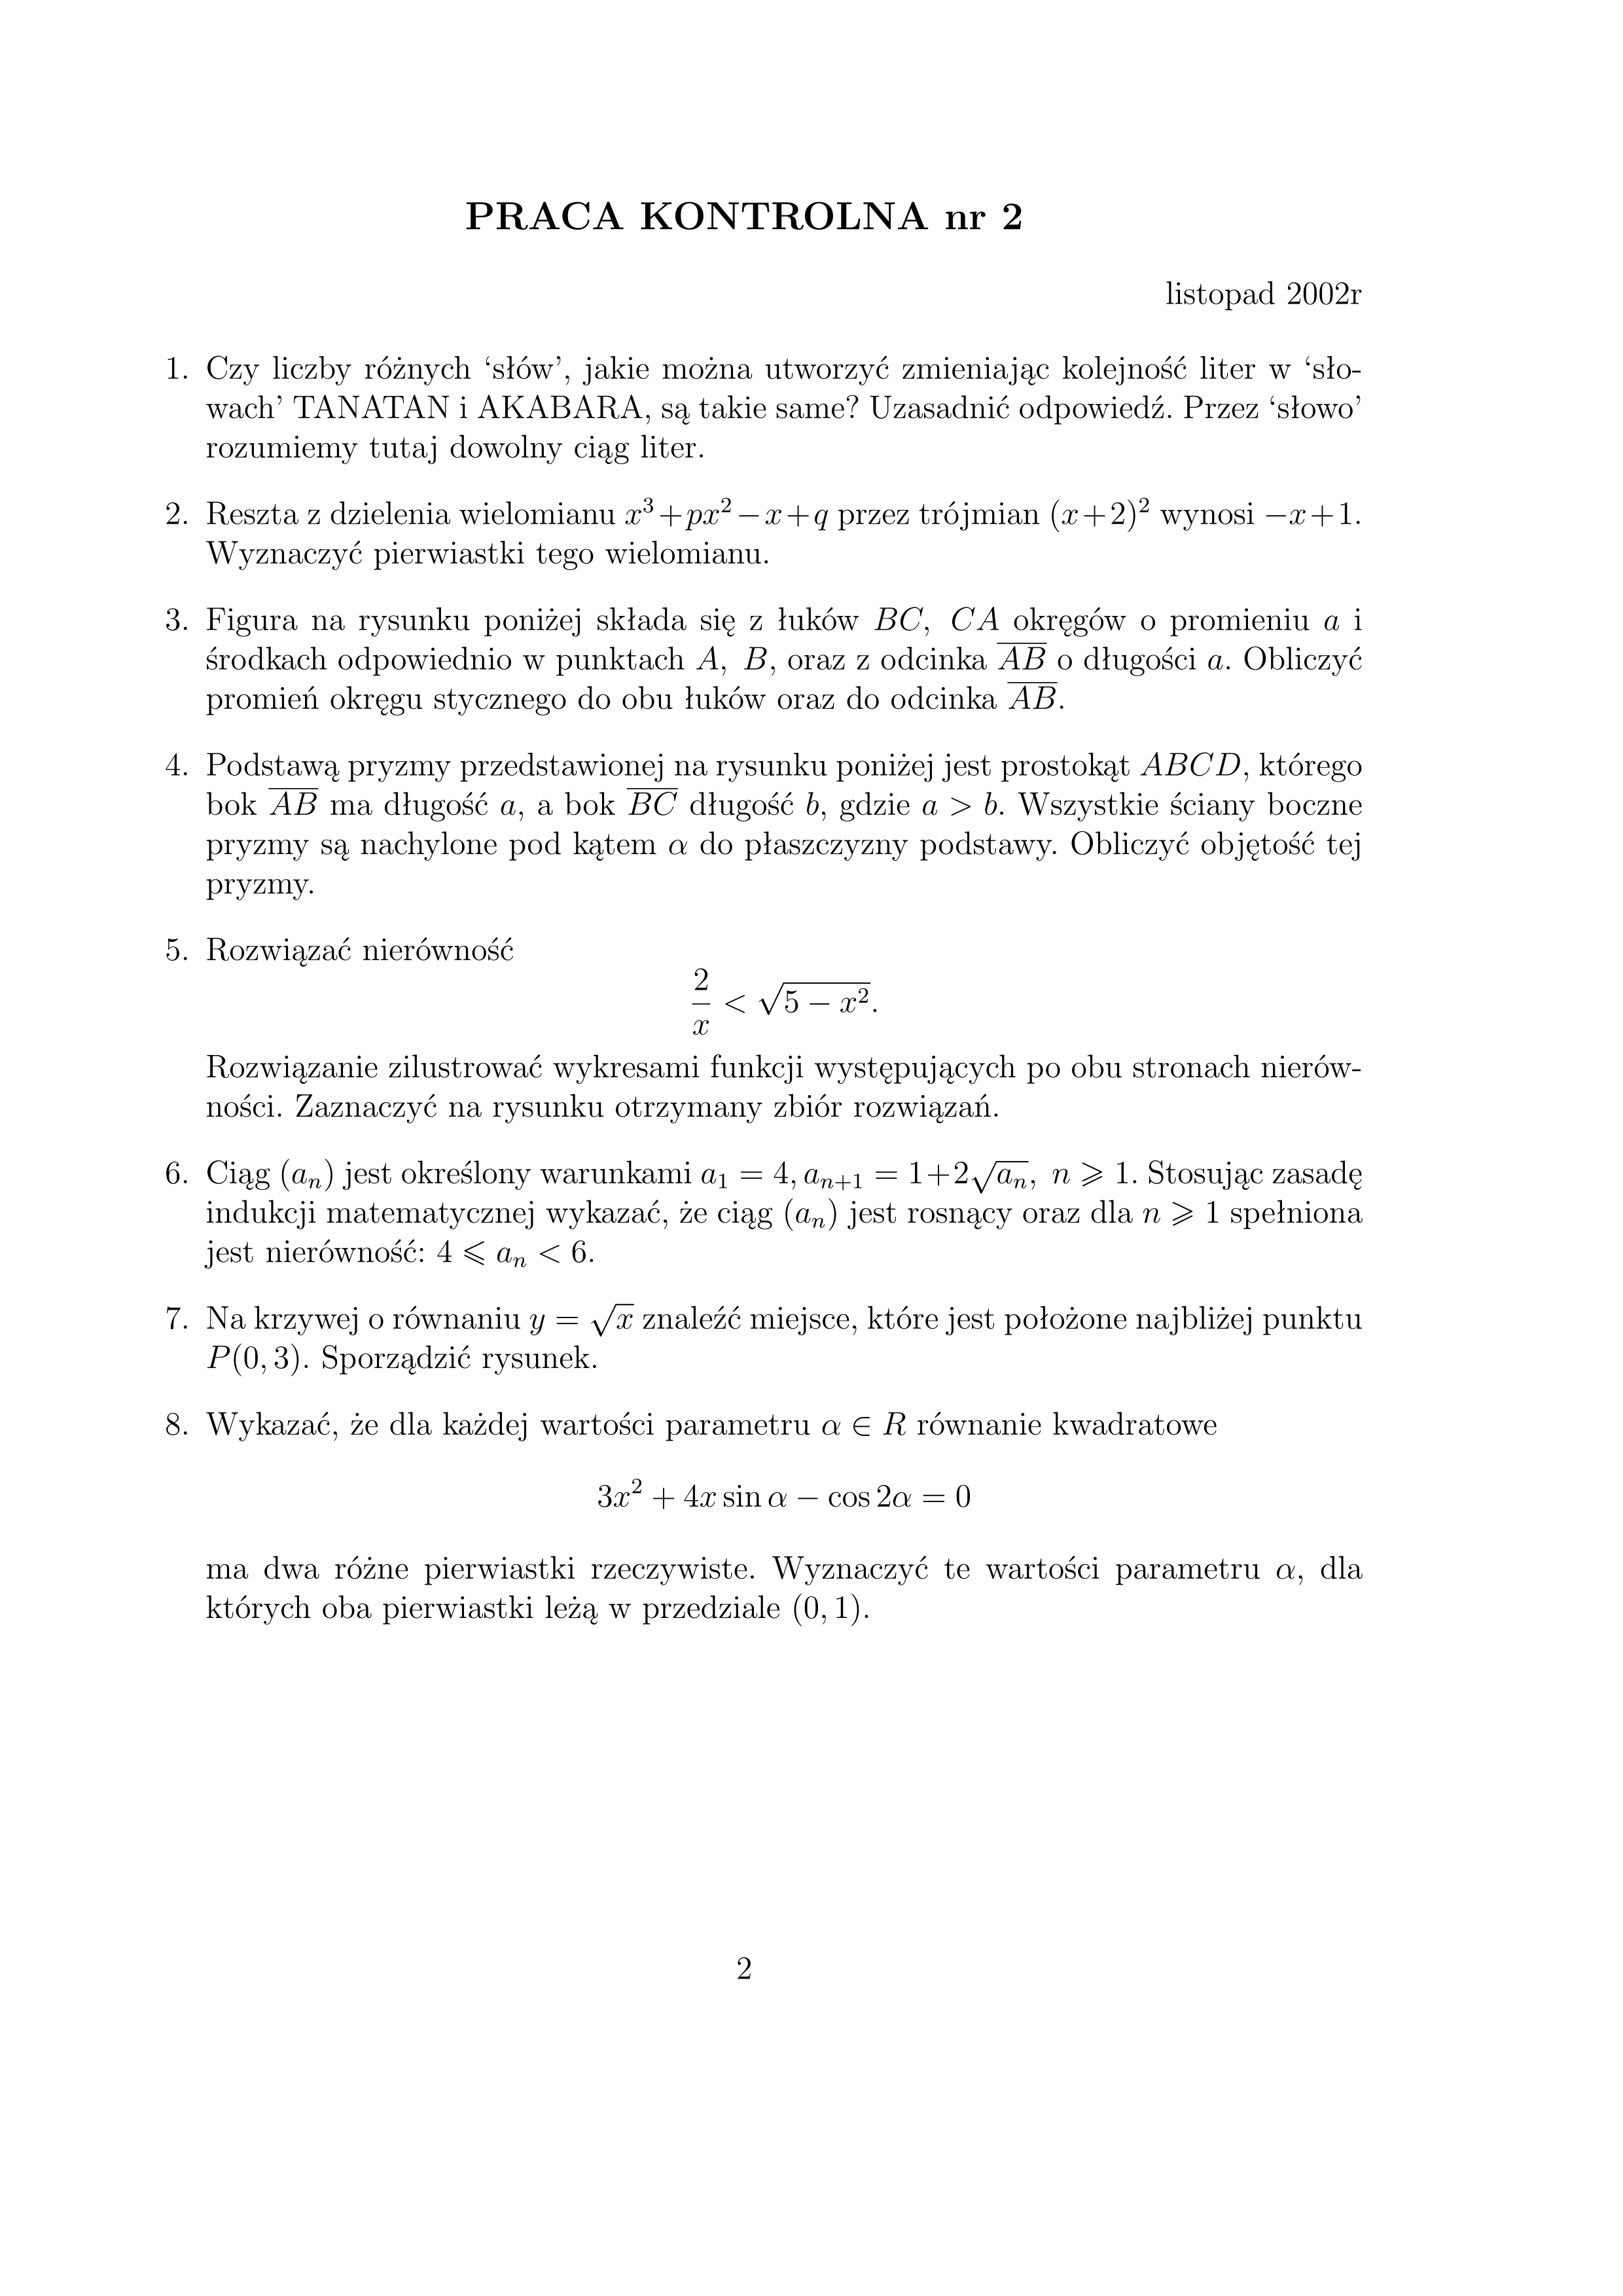 PRACA KONTROLNA nr 2
listopad 2002r
1. Czy liczby różnych ‘słów’, jakie można utworzyć zmieniając kolejność liter w ‘sło-
wach’ TANATAN i AKABARA, są takie same? Uzasadnić odpowiedź. Przez ‘słowo’
rozumiemy tutaj dowolny ciąg liter.
2. Reszta z dzielenia wielomianu $x^3+px^2-x+q$ przez trójmian $(x+2)^2$ wynosi $-x+1$.
Wyznaczyć pierwiastki tego wielomianu.
3. Figura na rysunku poniżej składa się z łuków $BC$, $CA$ okręgów o promieniu $a$ i
środkach odpowiednio w punktach $A$, $B$, oraz z odcinka $\overline{AB}$ o długości $a$. Obliczyć
promień okręgu stycznego do obu łuków oraz do odcinka $\overline{AB}$.
4. Podstawą pryzmy przedstawionej na rysunku poniżej jest prostokąt $ABCD$, którego
bok $\overline{AB}$ ma długość $a$, a bok $\overline{BC}$ długość $b$, gdzie $a > b$. Wszystkie ściany boczne
pryzmy są nachylone pod kątem $\alpha$ do płaszczyzny podstawy. Obliczyć objętość tej
pryzmy.
5. Rozwiązać nierówność
$\frac{2}{x} < \sqrt{5-x^2}.$
Rozwiązanie zilustrować wykresami funkcji występujących po obu stronach nierów-
ności. Zaznaczyć na rysunku otrzymany zbiór rozwiązań.
6. Ciąg $(a_n)$ jest określony warunkami $a_1 = 4, a_{n+1} = 1+2\sqrt{a_n}$, $n \geqslant 1$. Stosując zasadę
indukcji matematycznej wykazać, że ciąg $(a_n)$ jest rosnący oraz dla $n \geqslant 1$ spełniona
jest nierówność: $4 \leqslant a_n < 6$.
7. Na krzywej o równaniu $y = \sqrt{x}$ znaleźć miejsce, które jest położone najbliżej punktu
$P(0, 3)$. Sporządzić rysunek.
8. Wykazać, że dla każdej wartości parametru $\alpha \in R$ równanie kwadratowe
$3x^2 + 4x \sin \alpha - \cos 2\alpha = 0$
ma dwa różne pierwiastki rzeczywiste. Wyznaczyć te wartości parametru $\alpha$, dla
których oba pierwiastki leżą w przedziale $(0, 1)$.
2